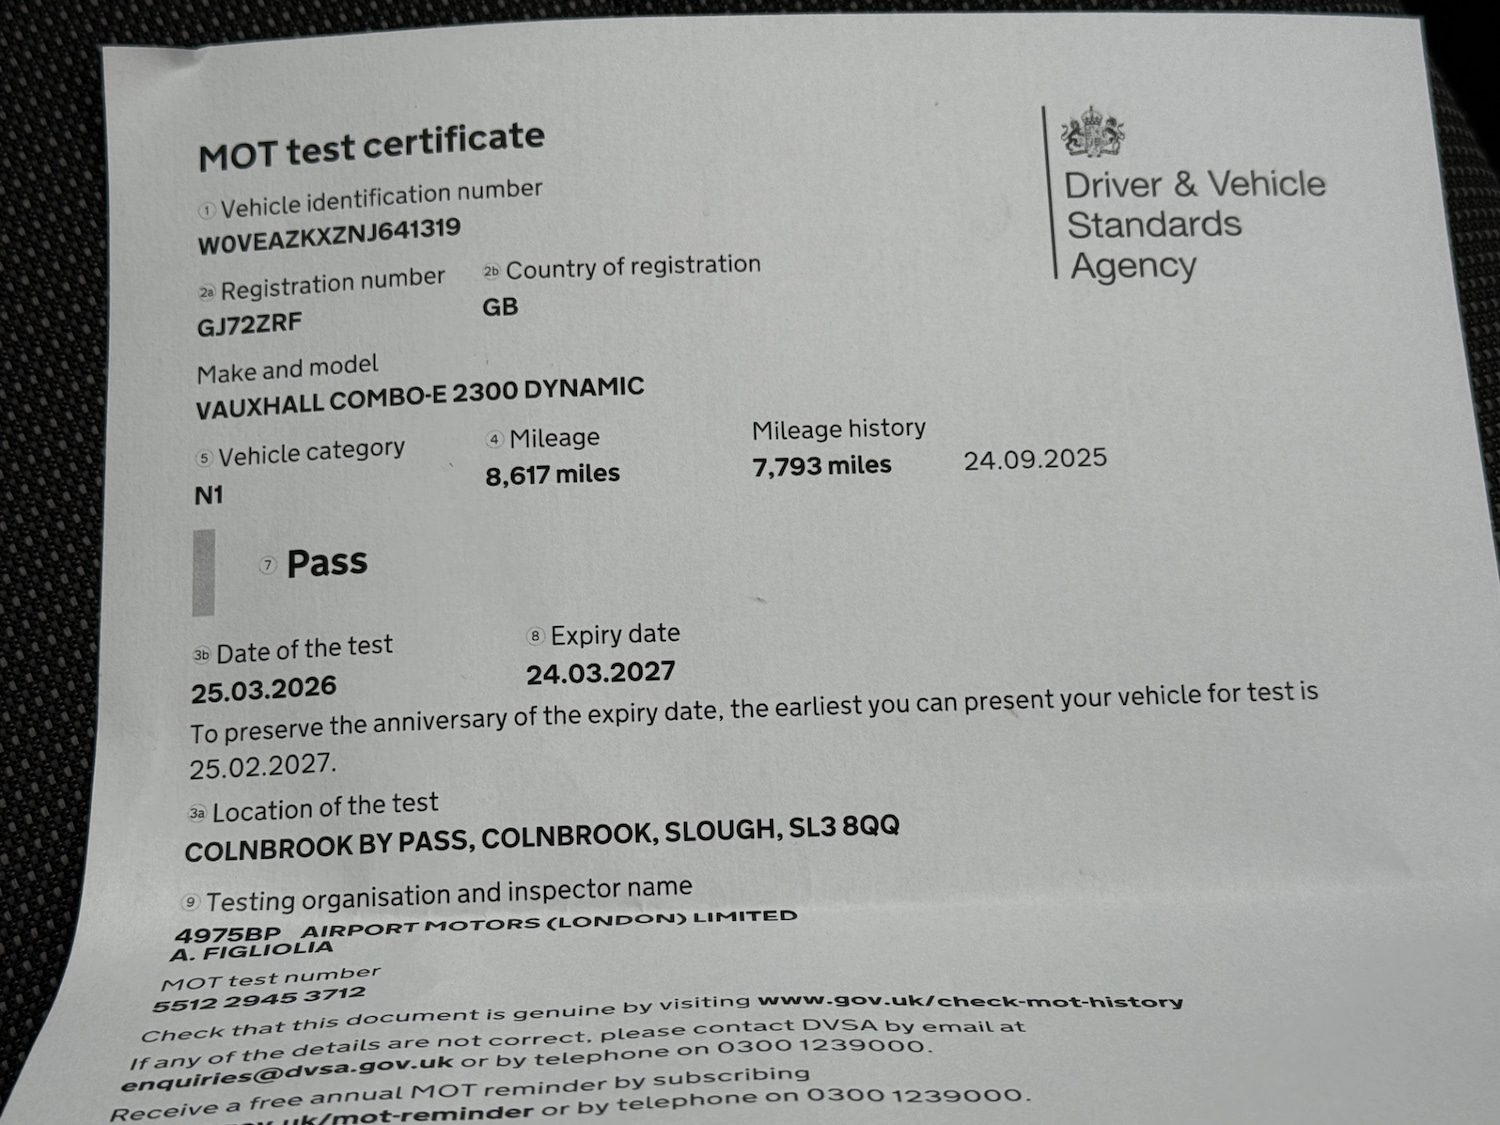 MOT test certificate
1 Vehicle identification number
W0VEAZKXZNJ641319
2a Registration number
GJ72ZRF
2b Country of registration
GB
Make and model
VAUXHALL COMBO-E 2300 DYNAMIC
5 Vehicle category
N1
4 Mileage
8,617 miles
Mileage history
7,793 miles 24.09.2025
7 Pass
3b Date of the test
25.03.2026
8 Expiry date
24.03.2027
To preserve the anniversary of the expiry date, the earliest you can present your vehicle for test is
25.02.2027.
3a Location of the test
COLNBROOK BY PASS, COLNBROOK, SLOUGH, SL3 8QQ
9 Testing organisation and inspector name
4975BP AIRPORT MOTORS (LONDON) LIMITED
A. FIGLIOLIA
MOT test number
5512 2945 3712
Check that this document is genuine by visiting www.gov.uk/check-mot-history
If any of the details are not correct, please contact DVSA by email at
enquiries@dvsa.gov.uk or by telephone on 0300 1239000.
Receive a free annual MOT reminder by subscribing
ov.uk/mot-reminder or by telephone on 0300 1239000.
Driver & Vehicle
Standards
Agency